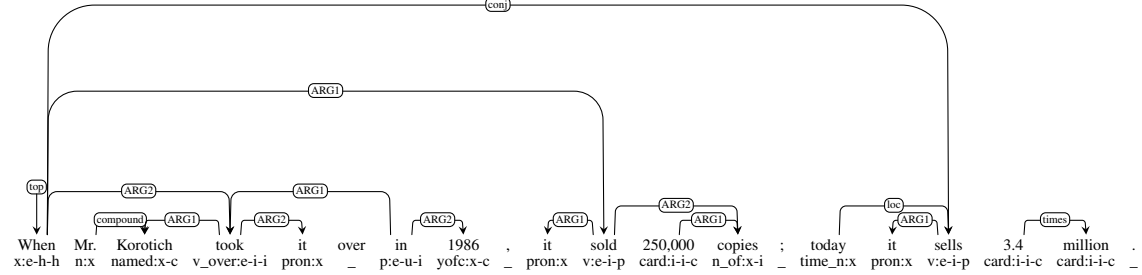 conj
ARG1
top
ARG2 ARG1
loc
ARG2
compound ARG1 ARG2 ARG2 ARG1 ARG1 ARG1 times
When Mr. Korotich took it over in 1986 , it sold 250,000 copies ; today it sells 3.4 million .
x:e-h-h n:x named:x-c v_over:e-i-i pron:x _ p:e-u-i yofc:x-c _ pron:x v:e-i-p card:i-i-c n_of:x-i _ time_n:x pron:x v:e-i-p card:i-i-c card:i-i-c _